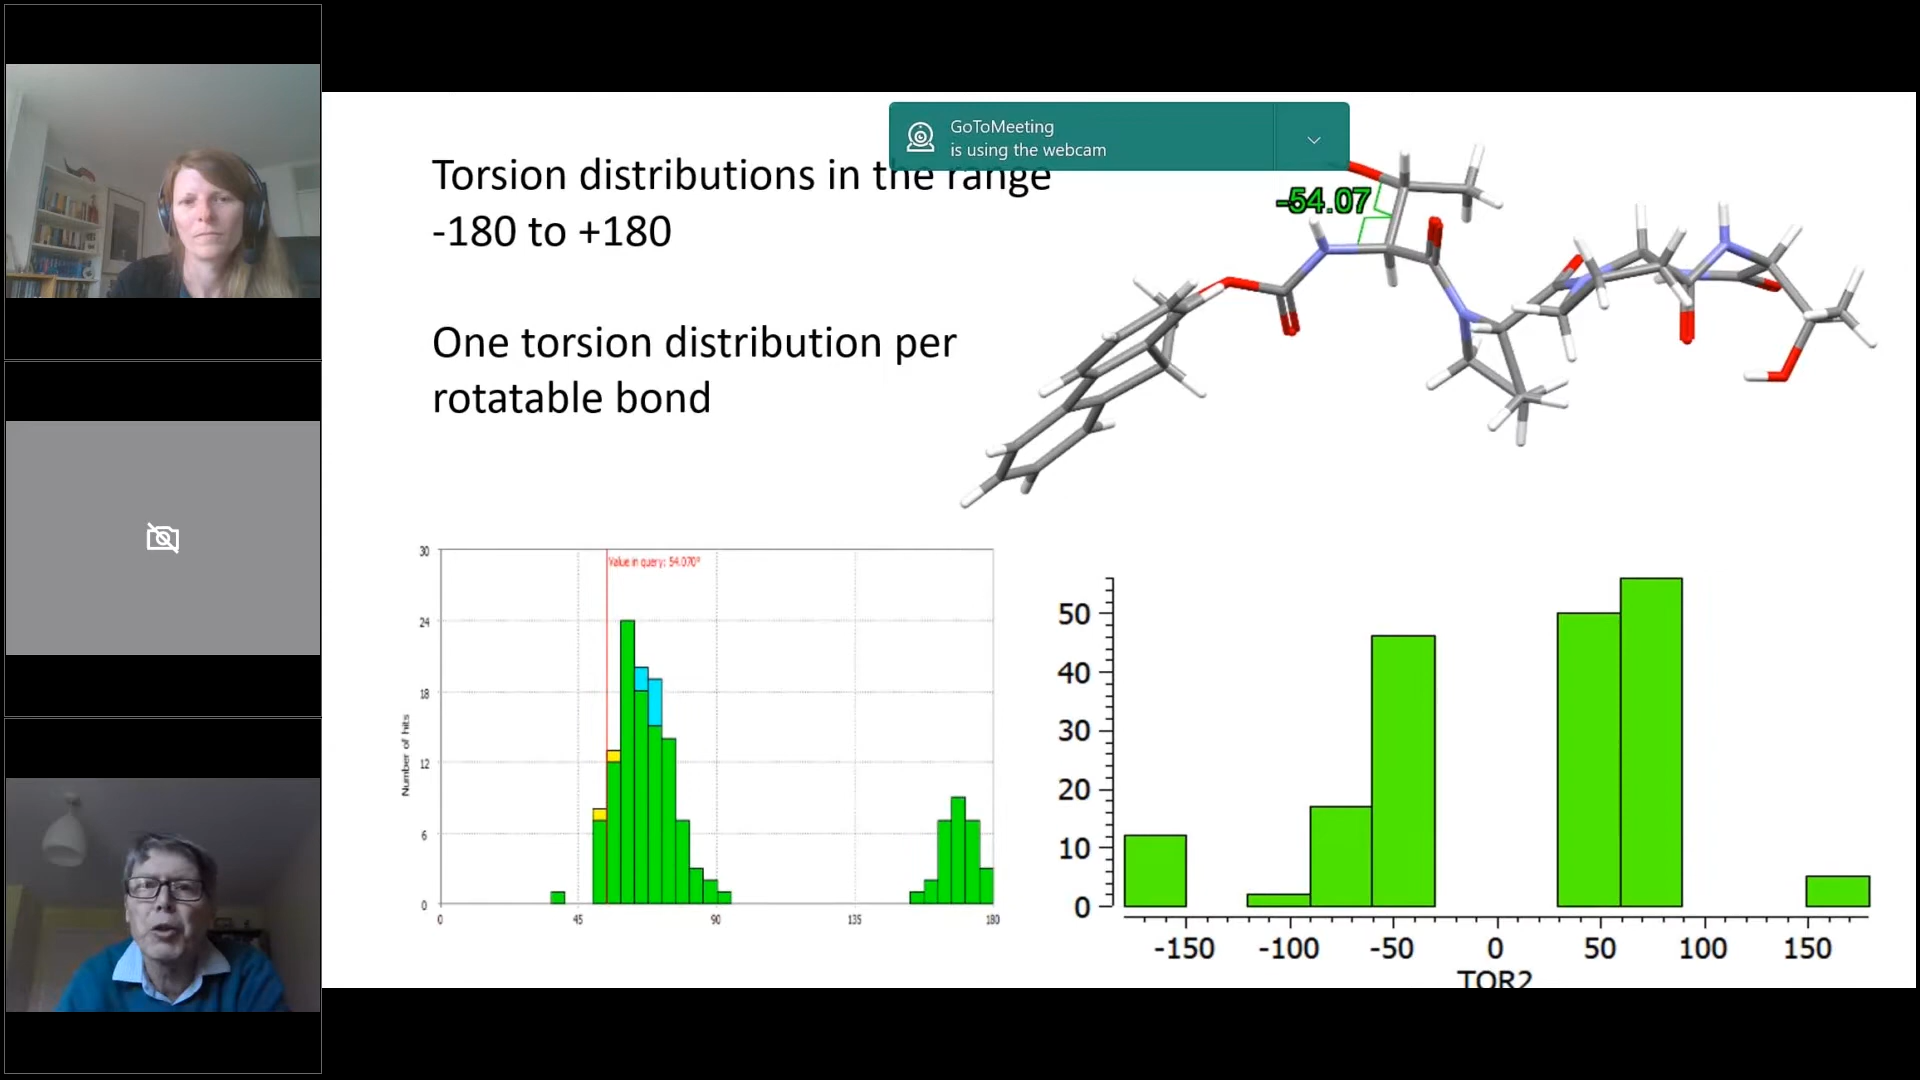 GoToMeeting
is using the webcam
Torsion distributions in the range
-180 to +180
One torsion distribution per
rotatable bond
-54.07
Value in query: 54.070°
Number of hits
30
24
18
12
6
0
0 45 90 135 180
50
40
30
20
10
0
-150 -100 -50 0 50 100 150
TOR2